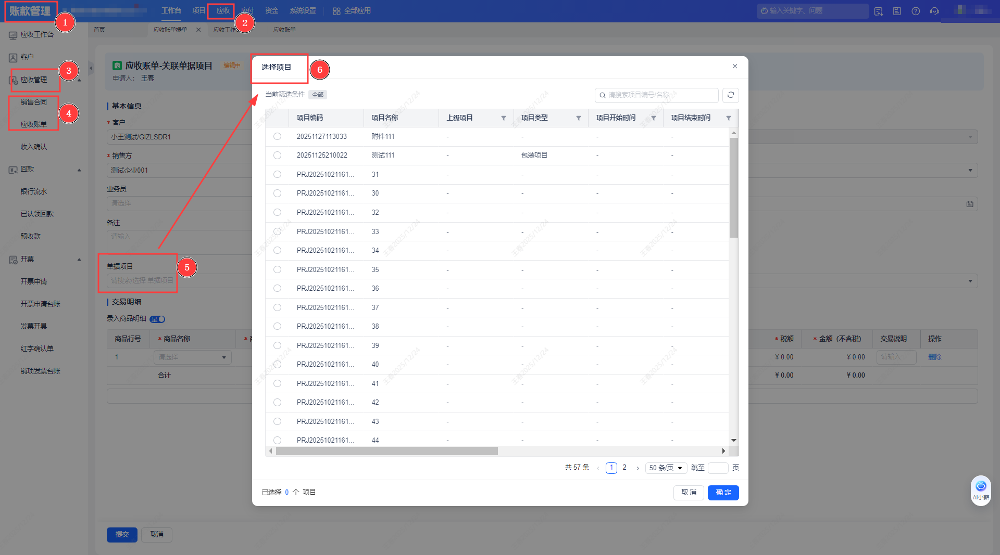 账款管理
工作台 项目 应收 应付 资金 系统设置 全部应用
输入关键字、问题
1
2
首页 应收账单提单 应收工作台 应收账单
应收工作台
客户
应收管理
3
销售合同
应收账单
4
收入确认
回款
银行流水
已认领回款
预收款
开票
开票申请
开票申请台账
发票开具
红字确认单
销项发票台账
应收账单-关联单据项目 编辑中
申请人： 王春
基本信息
* 客户
小王测试/GIZLSDR1
* 销售方
测试企业001
业务员
请选择
备注
请输入
单据项目
请搜索/选择 单据项目
5
交易明细
录入商品明细 是
商品行号 * 商品名称 * 税额 * 金额（不含税） 交易说明 操作
1 请选择 ¥ 0.00 ¥ 0.00 请输入 删除
合计 ¥ 0.00 ¥ 0.00
提交 取消
选择项目
6
当前筛选条件 全部
请搜索项目编号/名称
项目编码 项目名称 上级项目 项目类型 项目开始时间 项目结束时间
20251127113033 附件111 - - - -
20251125210022 测试111 - 包装项目 - -
PRJ20251021161... 31 - - - -
PRJ20251021161... 30 - - - -
PRJ20251021161... 32 - - - -
PRJ20251021161... 33 - - - -
PRJ20251021161... 34 - - - -
PRJ20251021161... 35 - - - -
PRJ20251021161... 36 - - - -
PRJ20251021161... 37 - - - -
PRJ20251021161... 38 - - - -
PRJ20251021161... 39 - - - -
PRJ20251021161... 40 - - - -
PRJ20251021161... 41 - - - -
PRJ20251021161... 42 - - - -
PRJ20251021161... 43 - - - -
PRJ20251021161... 44 - - - -
共 57 条 1 2 50 条/页 跳至 页
已选择 0 个 项目
取 消 确 定
AI小薪
王春2025/12/24